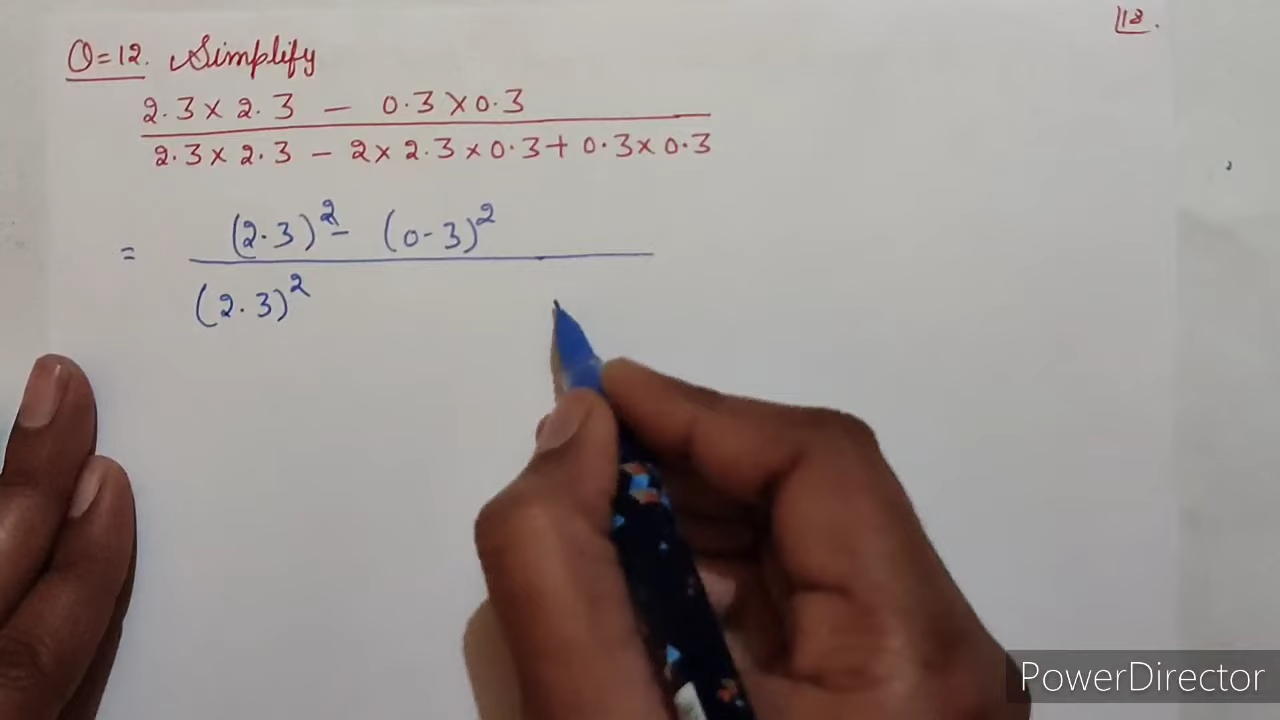 118.
Q=12. Simplify
2.3 × 2.3 – 0.3 × 0.3
2.3 × 2.3 – 2 × 2.3 × 0.3 + 0.3 × 0.3
= (2.3)² – (0.3)²
(2.3)²
PowerDirector